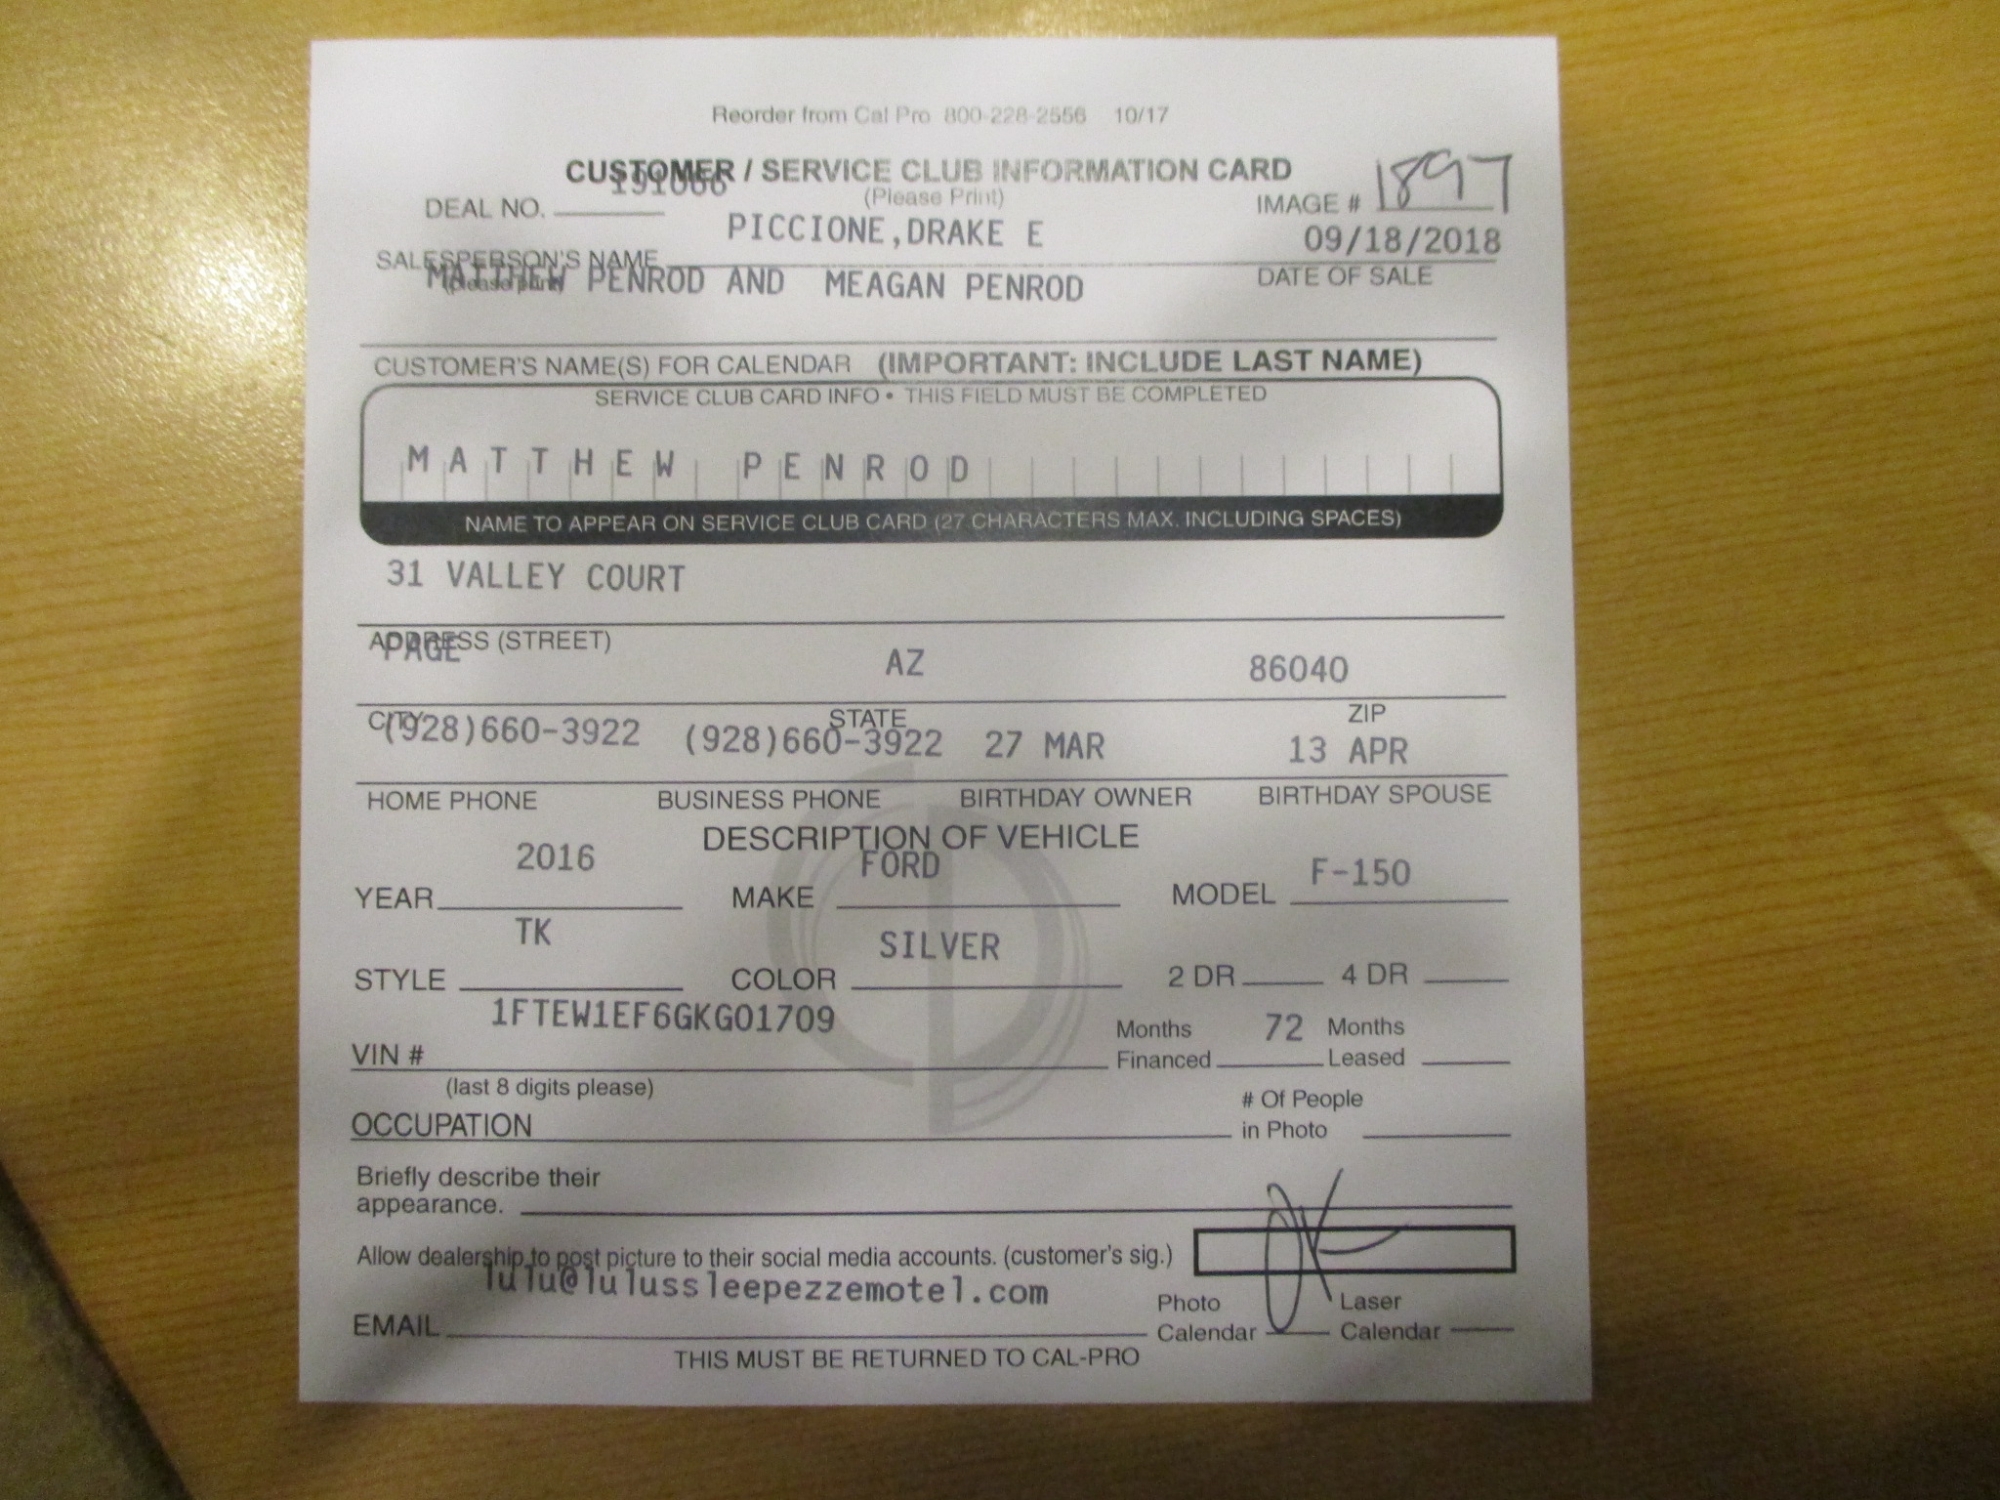 Reorder from Cal Pro 800-228-2556 10/17
CUSTOMER / SERVICE CLUB INFORMATION CARD
(Please Print)
DEAL NO. 191066
IMAGE # 1897
SALESPERSON'S NAME PICCIONE,DRAKE E
(please print)
09/18/2018
DATE OF SALE
MATTHEW PENROD AND MEAGAN PENROD
CUSTOMER'S NAME(S) FOR CALENDAR (IMPORTANT: INCLUDE LAST NAME)
SERVICE CLUB CARD INFO • THIS FIELD MUST BE COMPLETED
MATTHEW PENROD
NAME TO APPEAR ON SERVICE CLUB CARD (27 CHARACTERS MAX. INCLUDING SPACES)
31 VALLEY COURT
ADDRESS (STREET)
PAGE AZ 86040
CITY STATE ZIP
(928)660-3922 (928)660-3922 27 MAR 13 APR
HOME PHONE BUSINESS PHONE BIRTHDAY OWNER BIRTHDAY SPOUSE
DESCRIPTION OF VEHICLE
YEAR 2016 MAKE FORD MODEL F-150
STYLE TK COLOR SILVER 2 DR 4 DR
VIN # 1FTEW1EF6GKG01709
(last 8 digits please)
Months Financed 72 Months Leased
OCCUPATION
# Of People in Photo
Briefly describe their
appearance.
Allow dealership to post picture to their social media accounts. (customer's sig.)
EMAIL lulu@lulussleepezzemotel.com
Photo Calendar Laser Calendar
THIS MUST BE RETURNED TO CAL-PRO